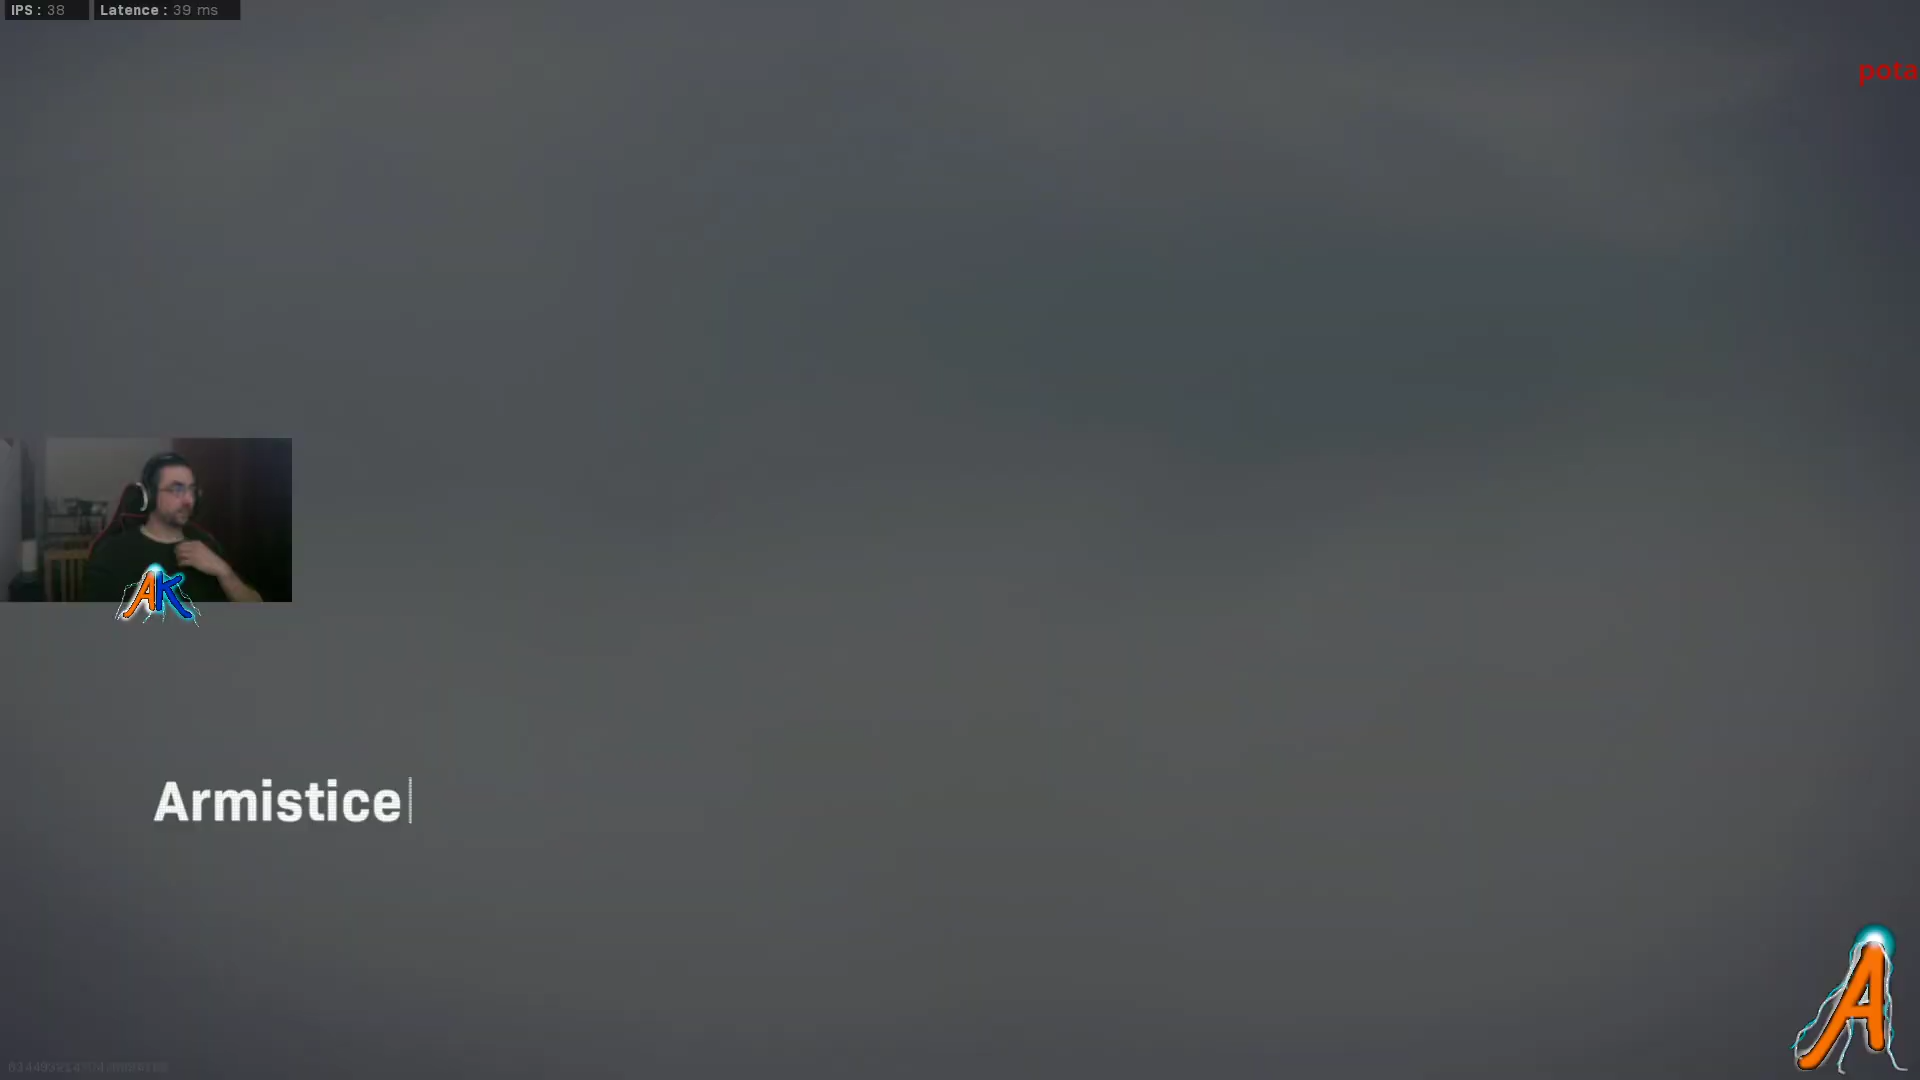 IPS : 38 Latence : 39 ms
pota
AK
Armistice
A